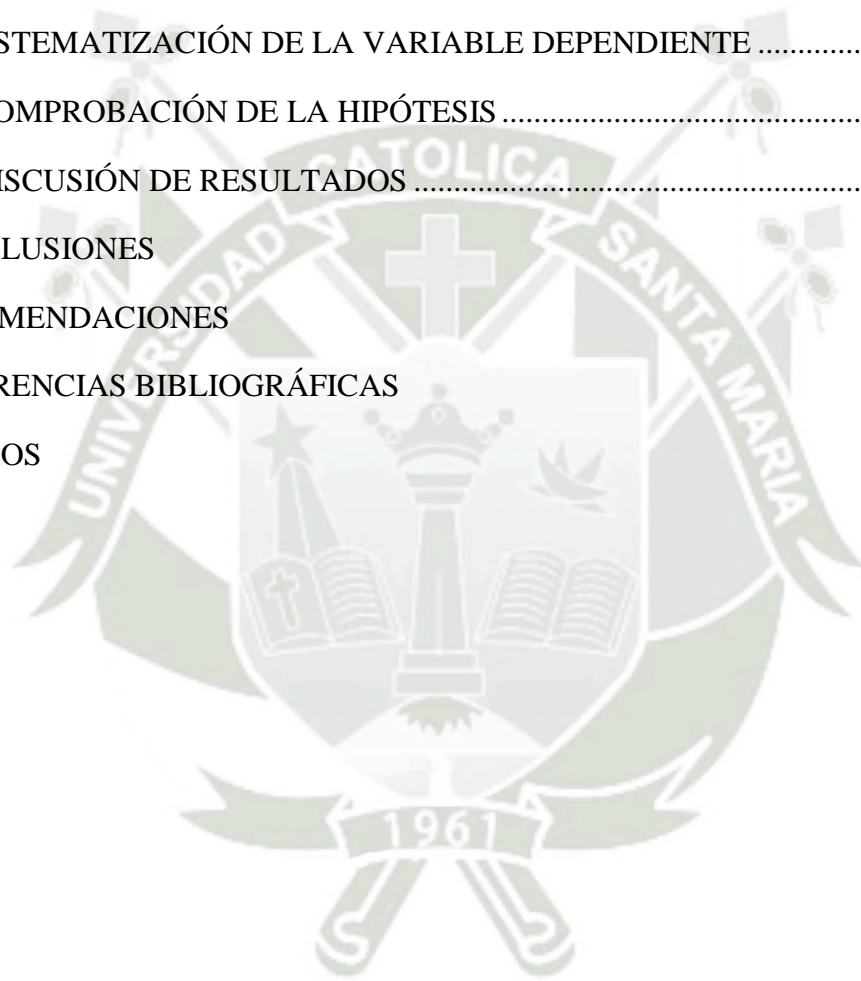 STEMATIZACIÓN DE LA VARIABLE DEPENDIENTE .............
OMPROBACIÓN DE LA HIPÓTESIS .............................................
ISCUSIÓN DE RESULTADOS ........................................................
LUSIONES
MENDACIONES
RENCIAS BIBLIOGRÁFICAS
OS
UNIVERSIDAD CATOLICA SANTA MARIA
1961